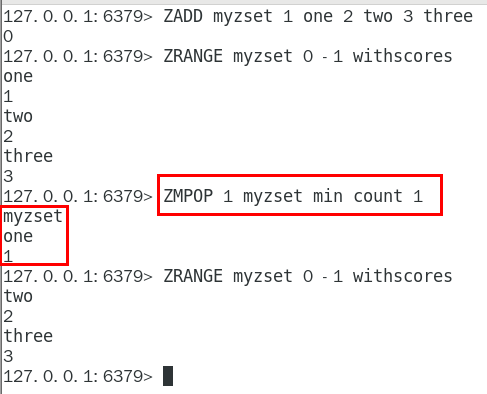 127.0.0.1:6379> ZADD myzset 1 one 2 two 3 three
0
127.0.0.1:6379> ZRANGE myzset 0 -1 withscores
one
1
two
2
three
3
127.0.0.1:6379> ZMPOP 1 myzset min count 1
myzset
one
1
127.0.0.1:6379> ZRANGE myzset 0 -1 withscores
two
2
three
3
127.0.0.1:6379>